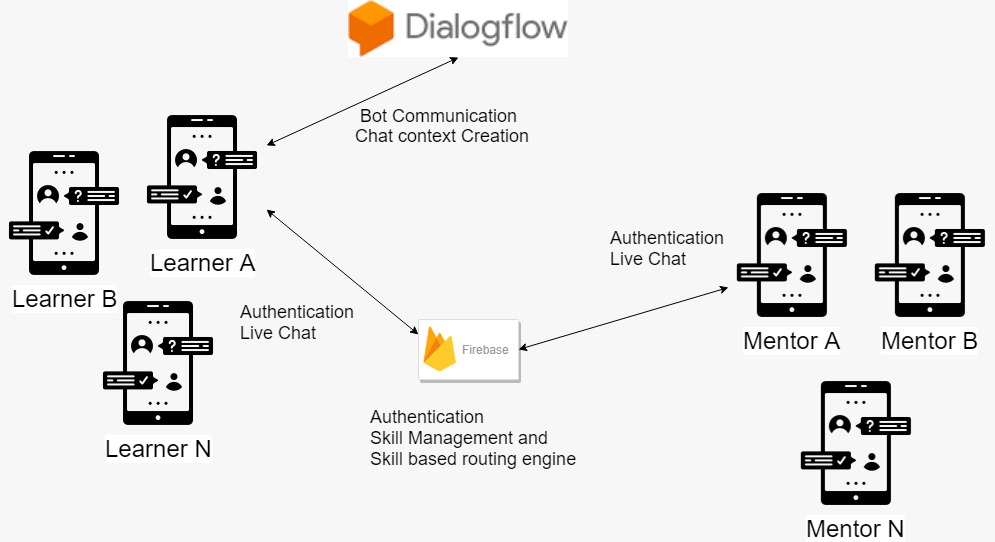 Dialogflow
Bot Communication
Chat context Creation
Learner A
Learner B
Learner N
Authentication
Live Chat
Firebase
Authentication
Skill Management and
Skill based routing engine
Authentication
Live Chat
Mentor A
Mentor B
Mentor N